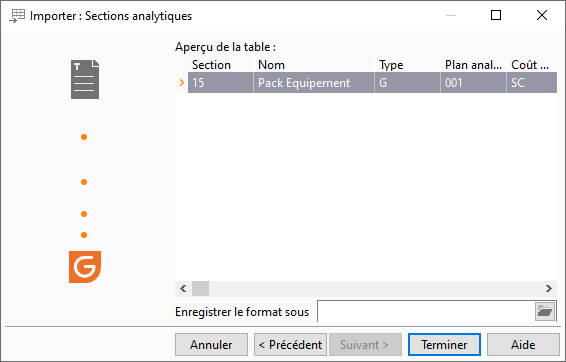 Importer : Sections analytiques
Aperçu de la table :
Section Nom Type Plan anal... Coût ...
15 Pack Equipement G 001 SC
Enregistrer le format sous
Annuler < Précédent Suivant > Terminer Aide